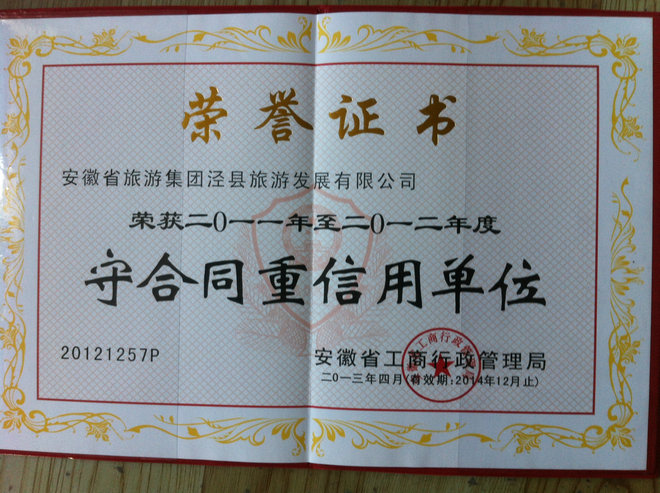 荣誉证书
安徽省旅游集团泾县旅游发展有限公司
荣获二0一一年至二0一二年度
守合同重信用单位
20121257P
安徽省工商行政管理局
二0一三年四月(有效期:2014年12月止)